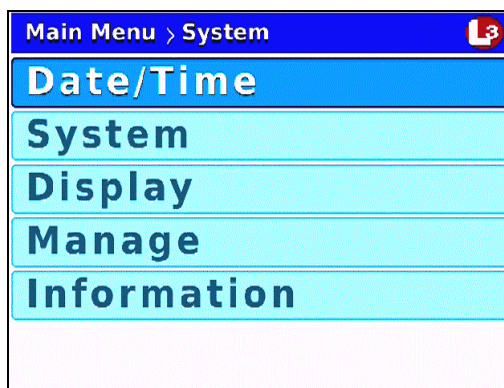 Main Menu > System L3
Date/Time
System
Display
Manage
Information